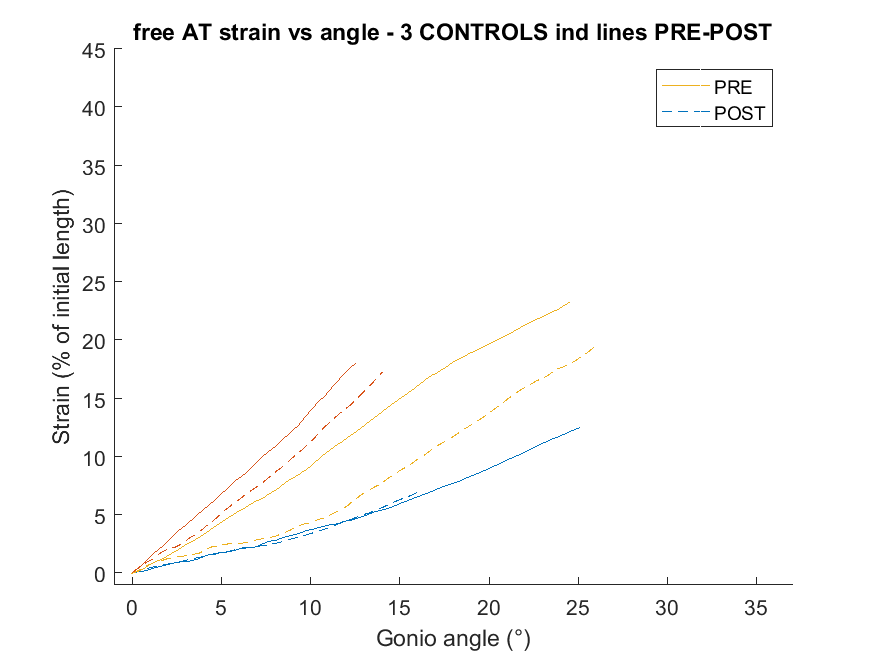 free AT strain vs angle - 3 CONTROLS ind lines PRE-POST
45
40
35
30
25
20
15
10
5
0
Strain (% of initial length)
PRE
POST
0 5 10 15 20 25 30 35
Gonio angle (°)